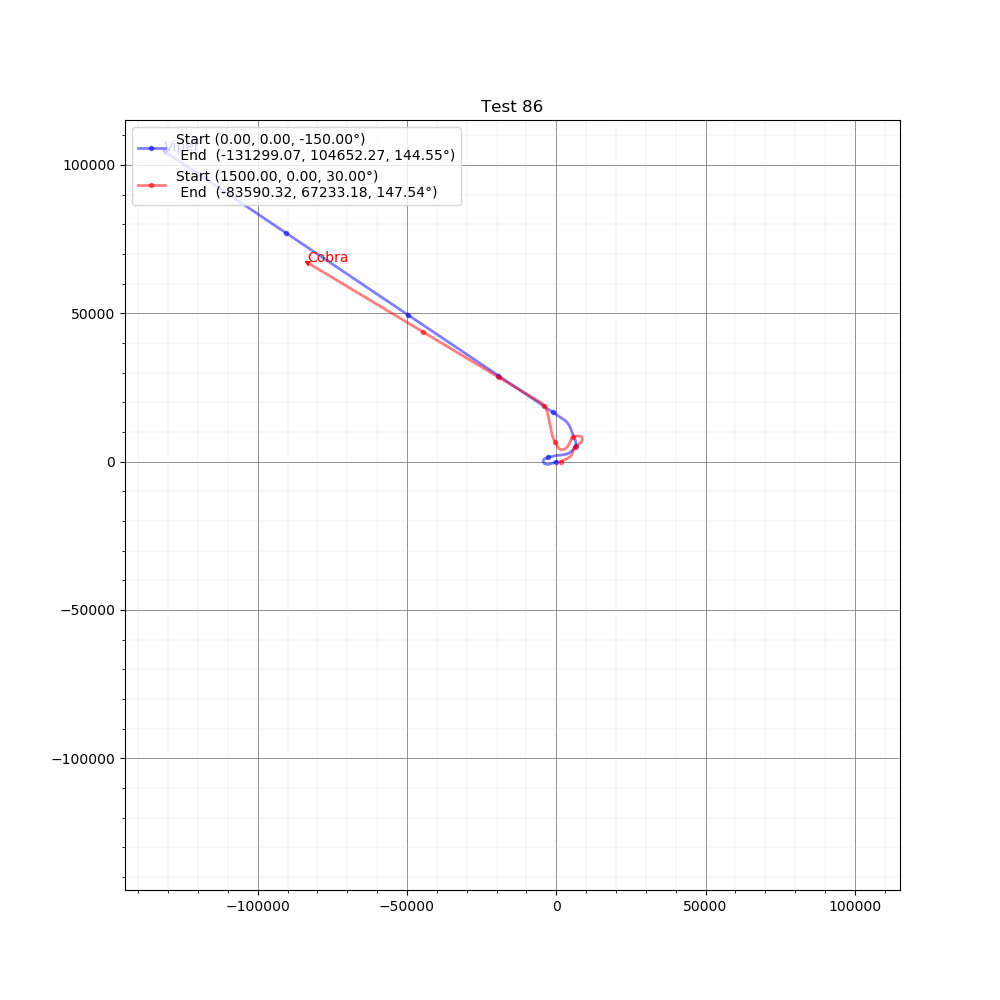 Test 86
Start (0.00, 0.00, -150.00°)
End  (-131299.07, 104652.27, 144.55°)
Start (1500.00, 0.00, 30.00°)
End  (-83590.32, 67233.18, 147.54°)
Viper
Cobra
100000
50000
0
−50000
−100000
−100000
−50000
0
50000
100000